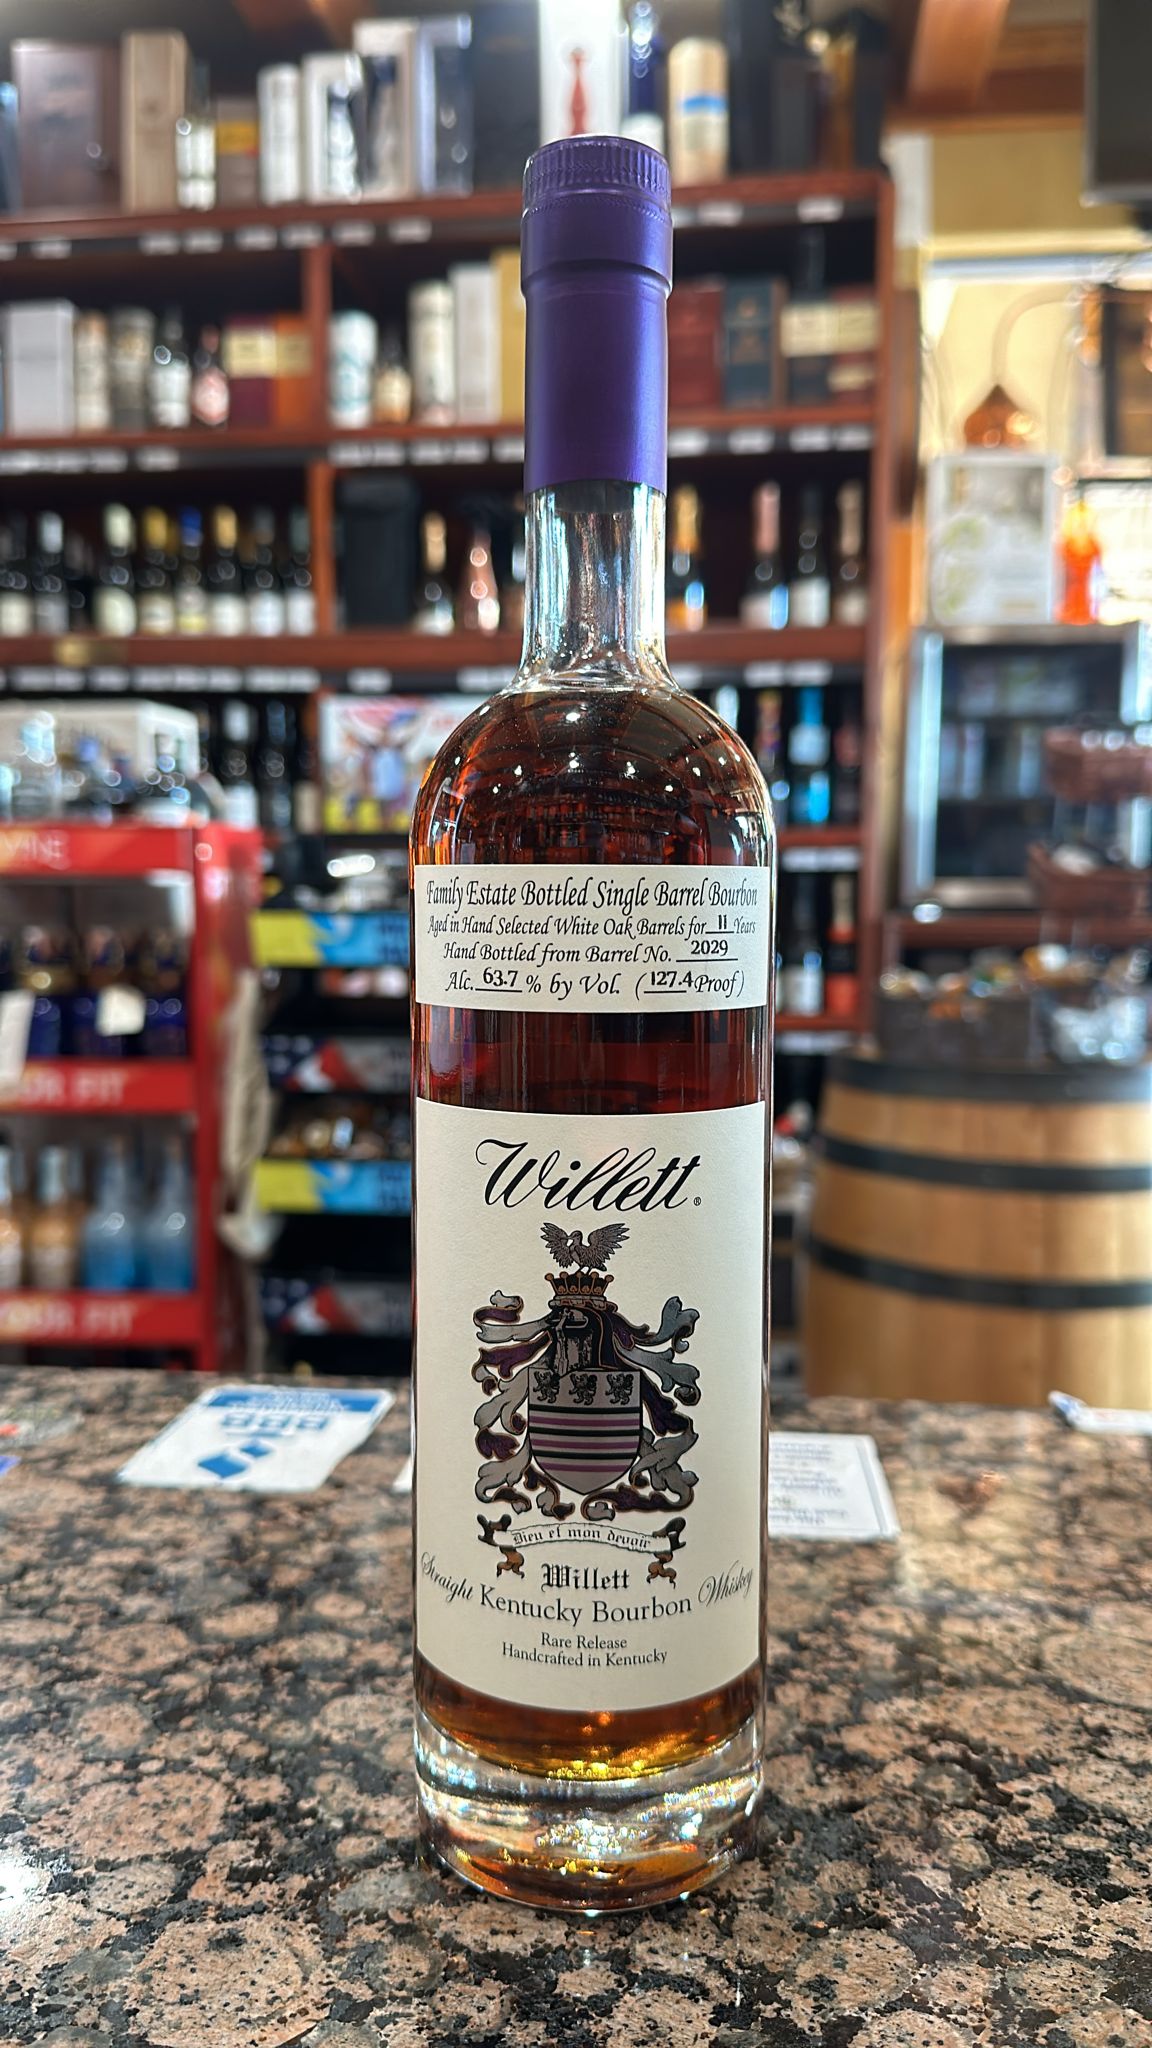 Family Estate Bottled Single Barrel Bourbon
Aged in Hand Selected White Oak Barrels for 11 Years
Hand Bottled from Barrel No. 2029
Alc. 63.7 % by Vol. (127.4 Proof)
Willett®
Dieu et mon devoir
Willett
Straight Kentucky Bourbon Whiskey
Rare Release
Handcrafted in Kentucky
BBB